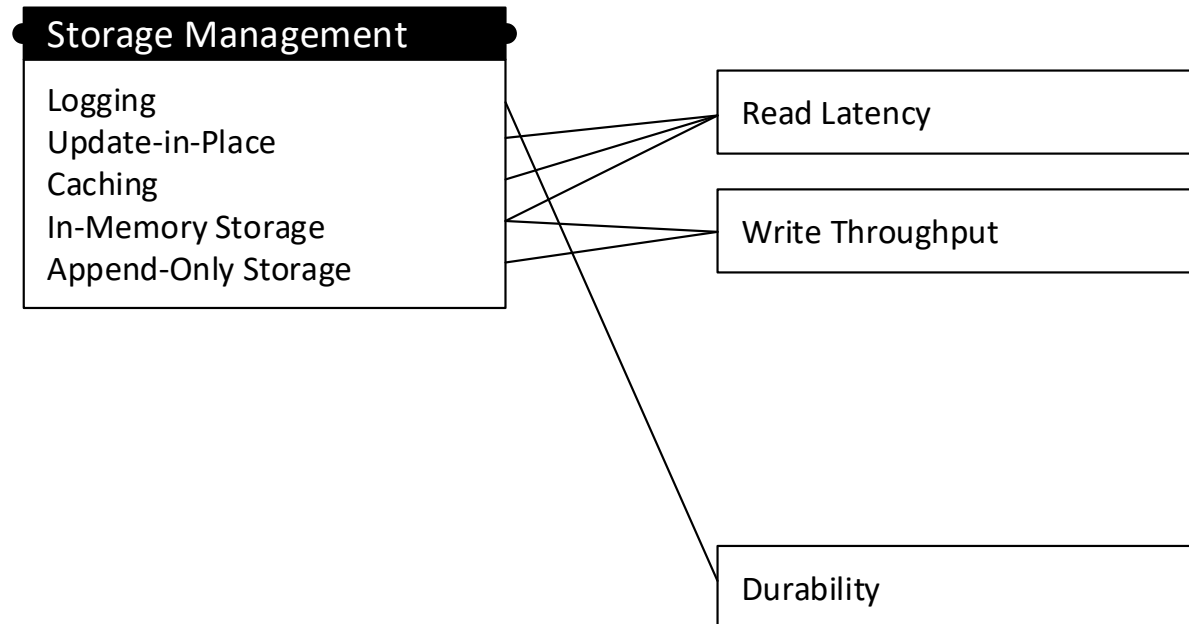 Storage Management
Logging
Update-in-Place
Caching
In-Memory Storage
Append-Only Storage
Read Latency
Write Throughput
Durability